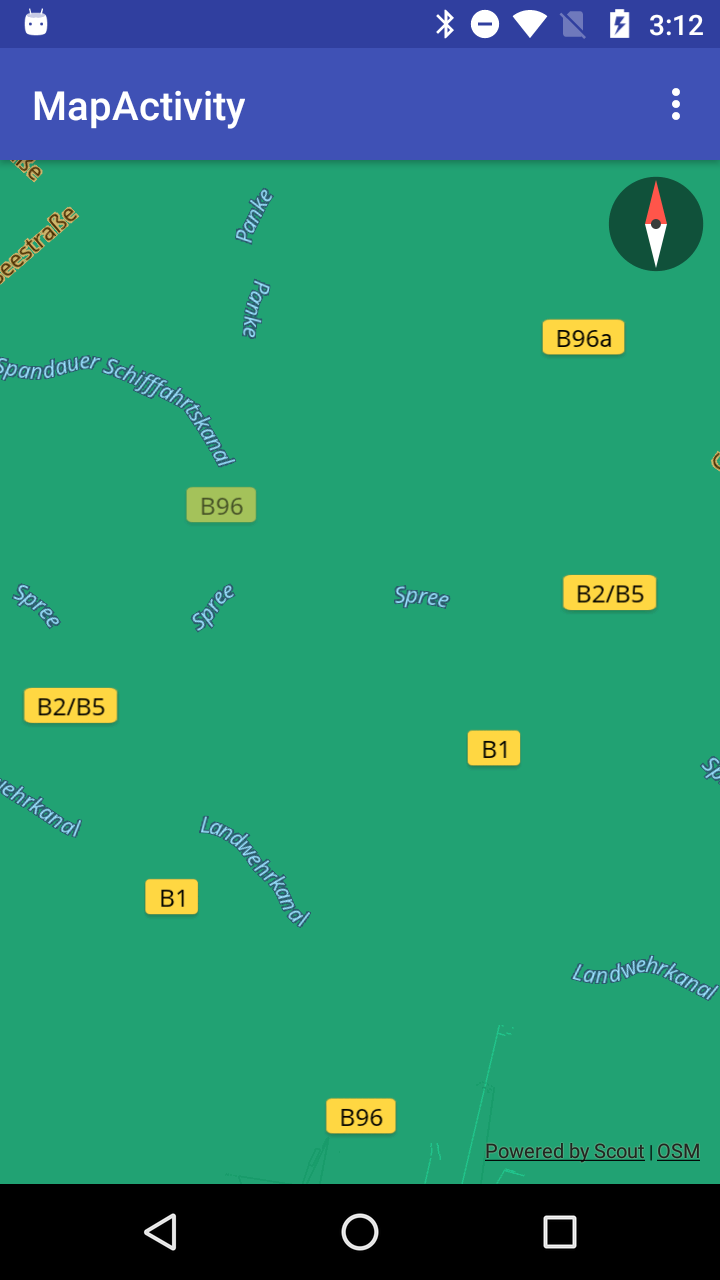 3:12
MapActivity
Seestraße
Panke
Panke
B96a
Spandauer Schifffahrtskanal
B96
Spree
Spree
Spree
B2/B5
B2/B5
B1
Landwehrkanal
B1
Landwehrkanal
B96
Powered by Scout | OSM